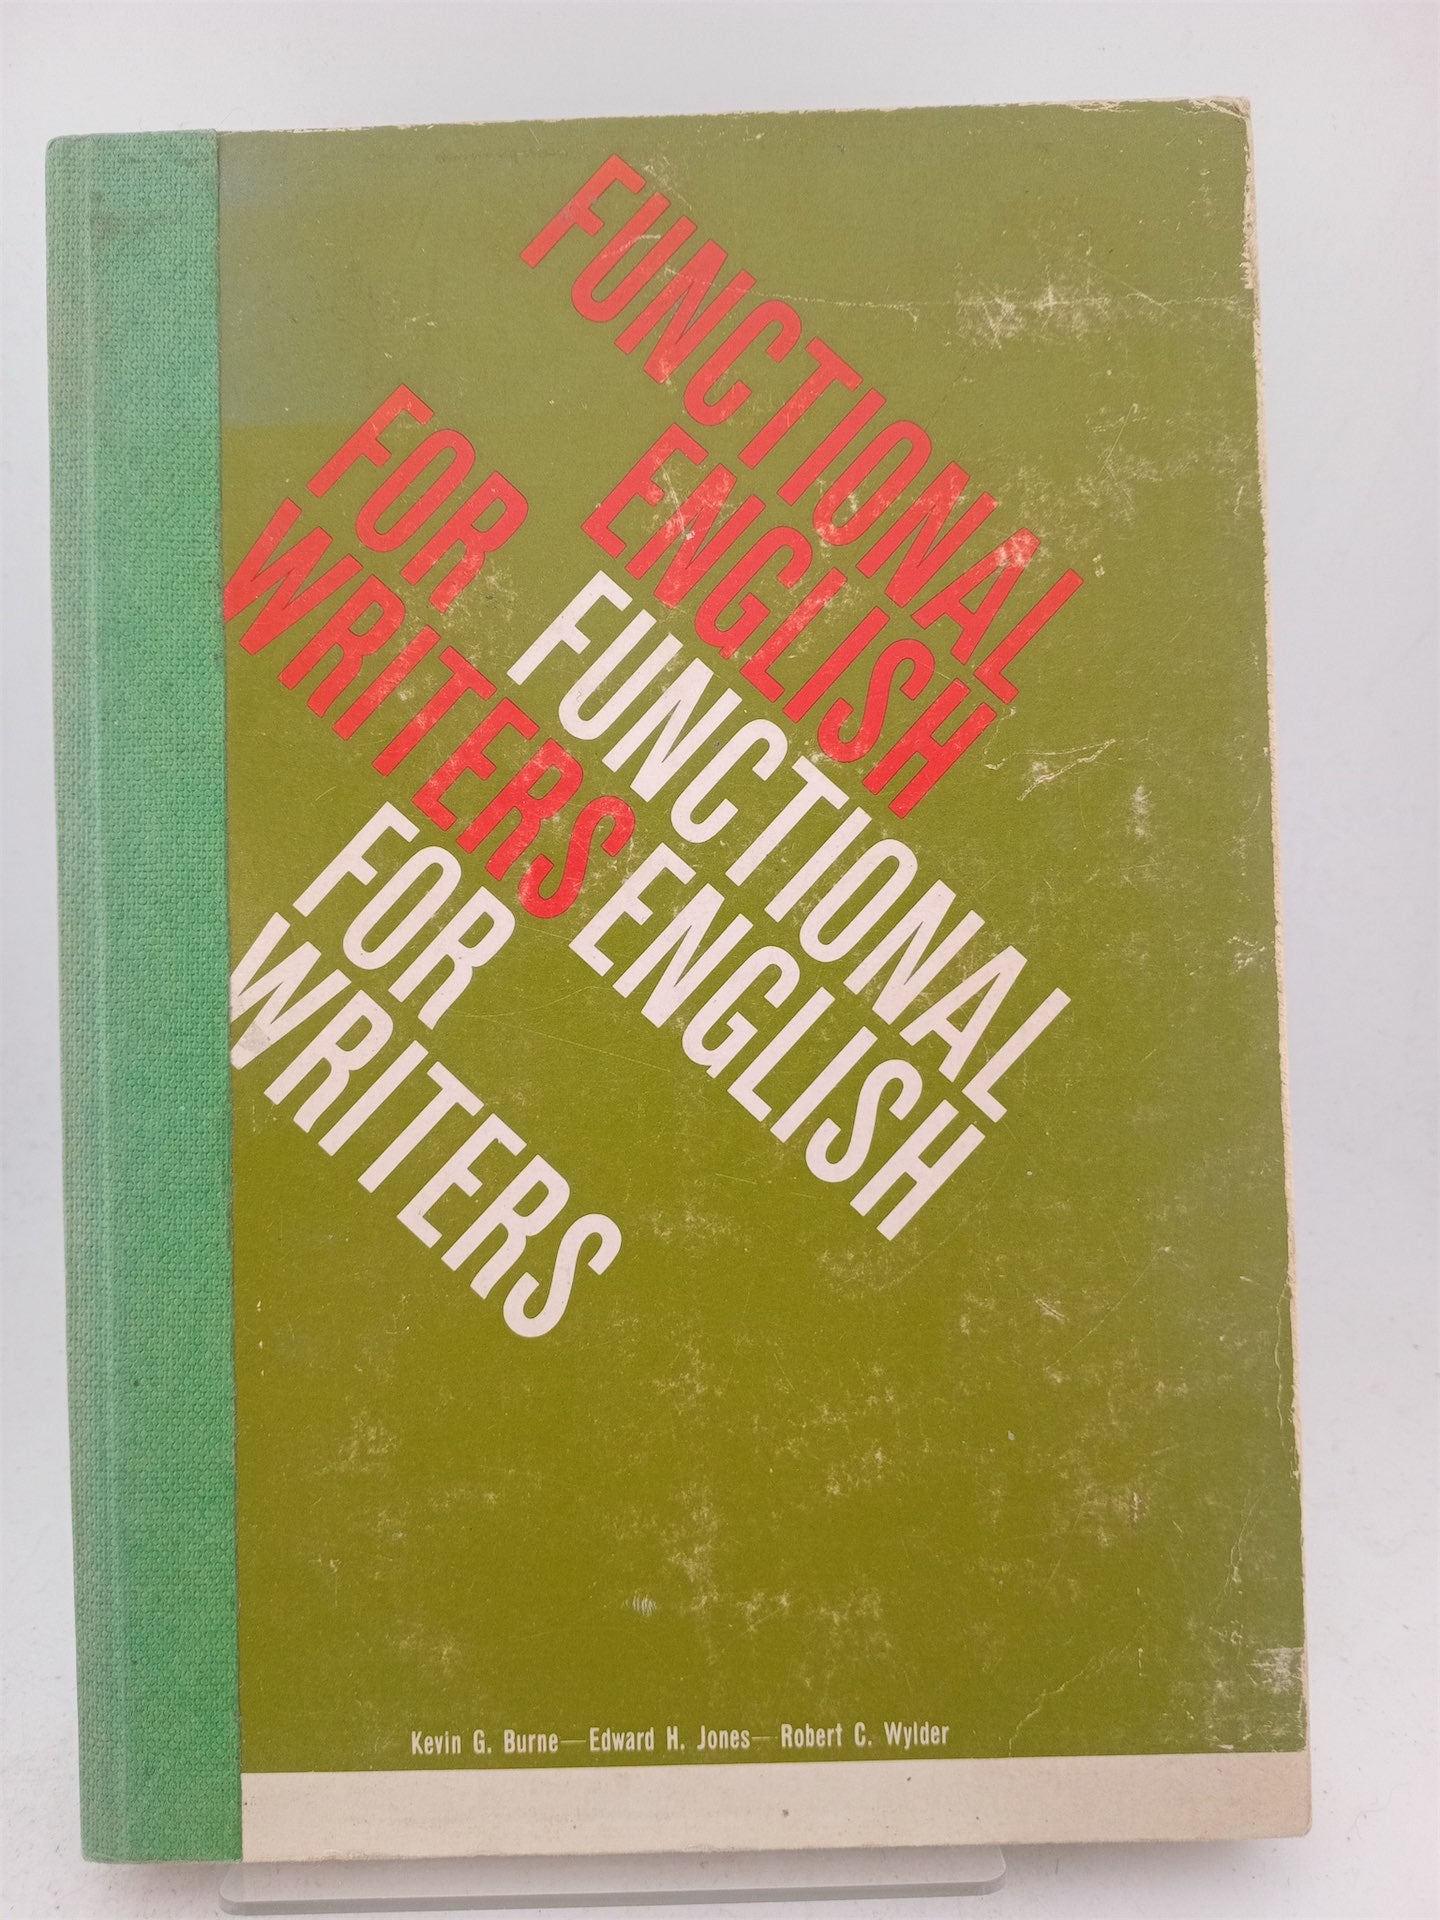 FUNCTIONAL
ENGLISH
FOR
WRITERS
FUNCTIONAL
ENGLISH
FOR
WRITERS
Kevin G. Burne—Edward H. Jones—Robert C. Wylder